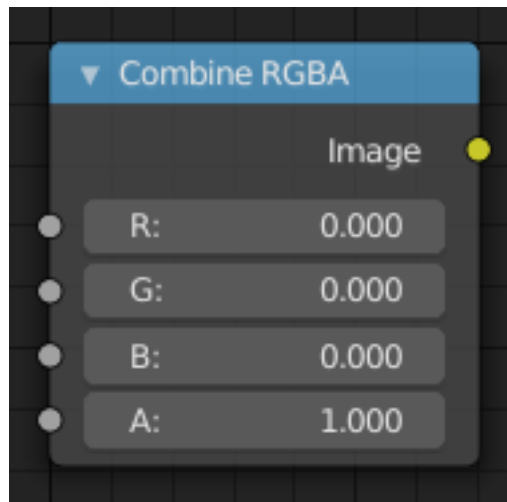 Combine RGBA
Image
R: 0.000
G: 0.000
B: 0.000
A: 1.000